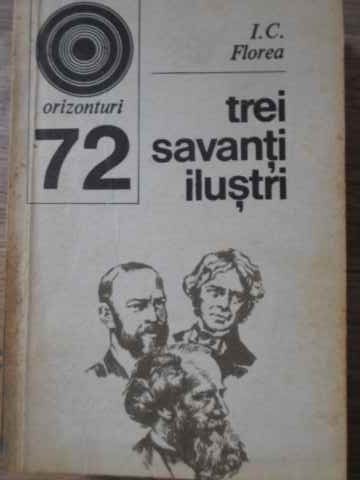 I.C.
Florea
orizonturi
72
trei
savanți
iluștri